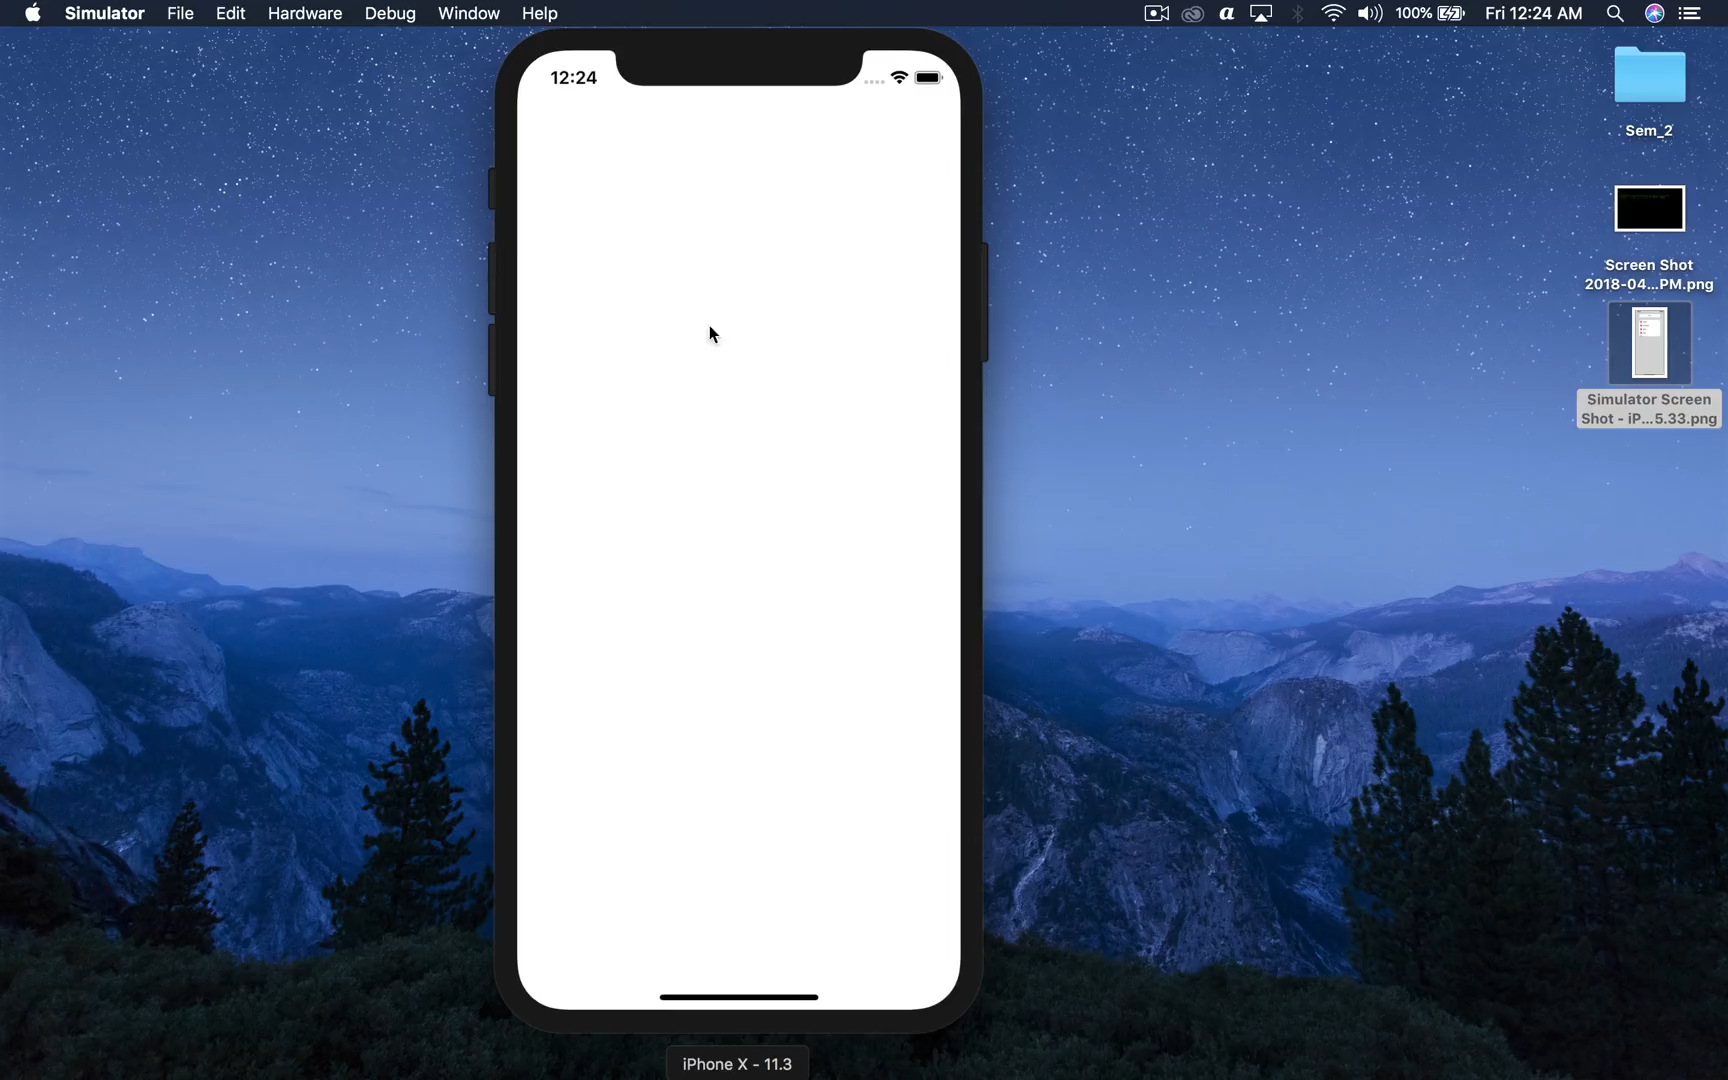 Simulator File Edit Hardware Debug Window Help
a 100% Fri 12:24 AM
12:24
Sem_2
Screen Shot
2018-04...PM.png
Simulator Screen
Shot - iP...5.33.png
iPhone X - 11.3